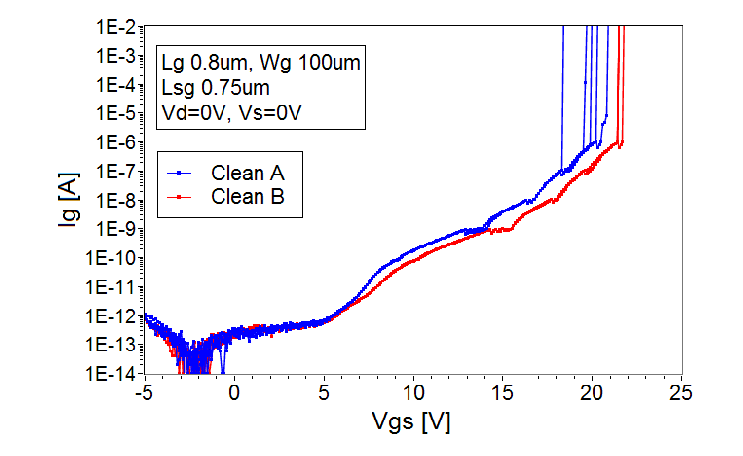 1E-2
1E-3
1E-4
1E-5
1E-6
1E-7
1E-8
1E-9
1E-10
1E-11
1E-12
1E-13
1E-14
Ig [A]
Lg 0.8um, Wg 100um
Lsg 0.75um
Vd=0V, Vs=0V
Clean A
Clean B
-5 0 5 10 15 20 25
Vgs [V]